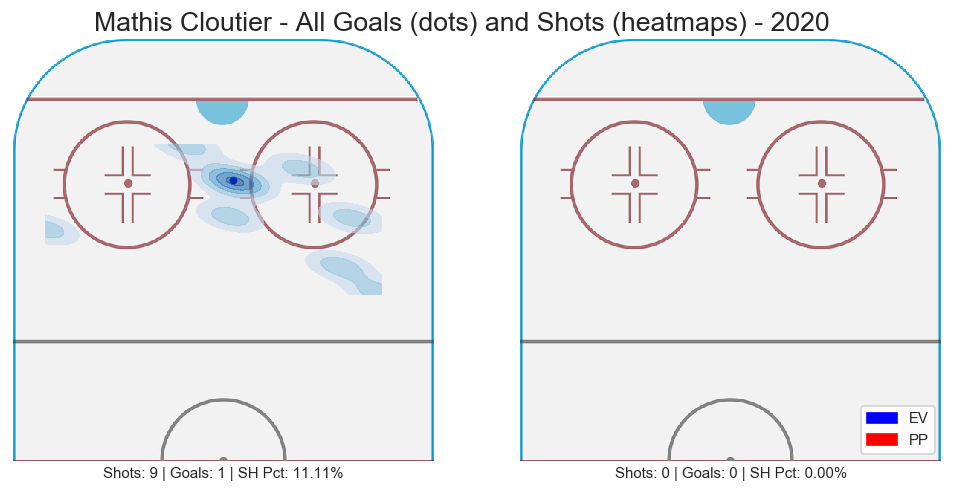 Mathis Cloutier - All Goals (dots) and Shots (heatmaps) - 2020
EV
PP
Shots: 9 | Goals: 1 | SH Pct: 11.11%
Shots: 0 | Goals: 0 | SH Pct: 0.00%